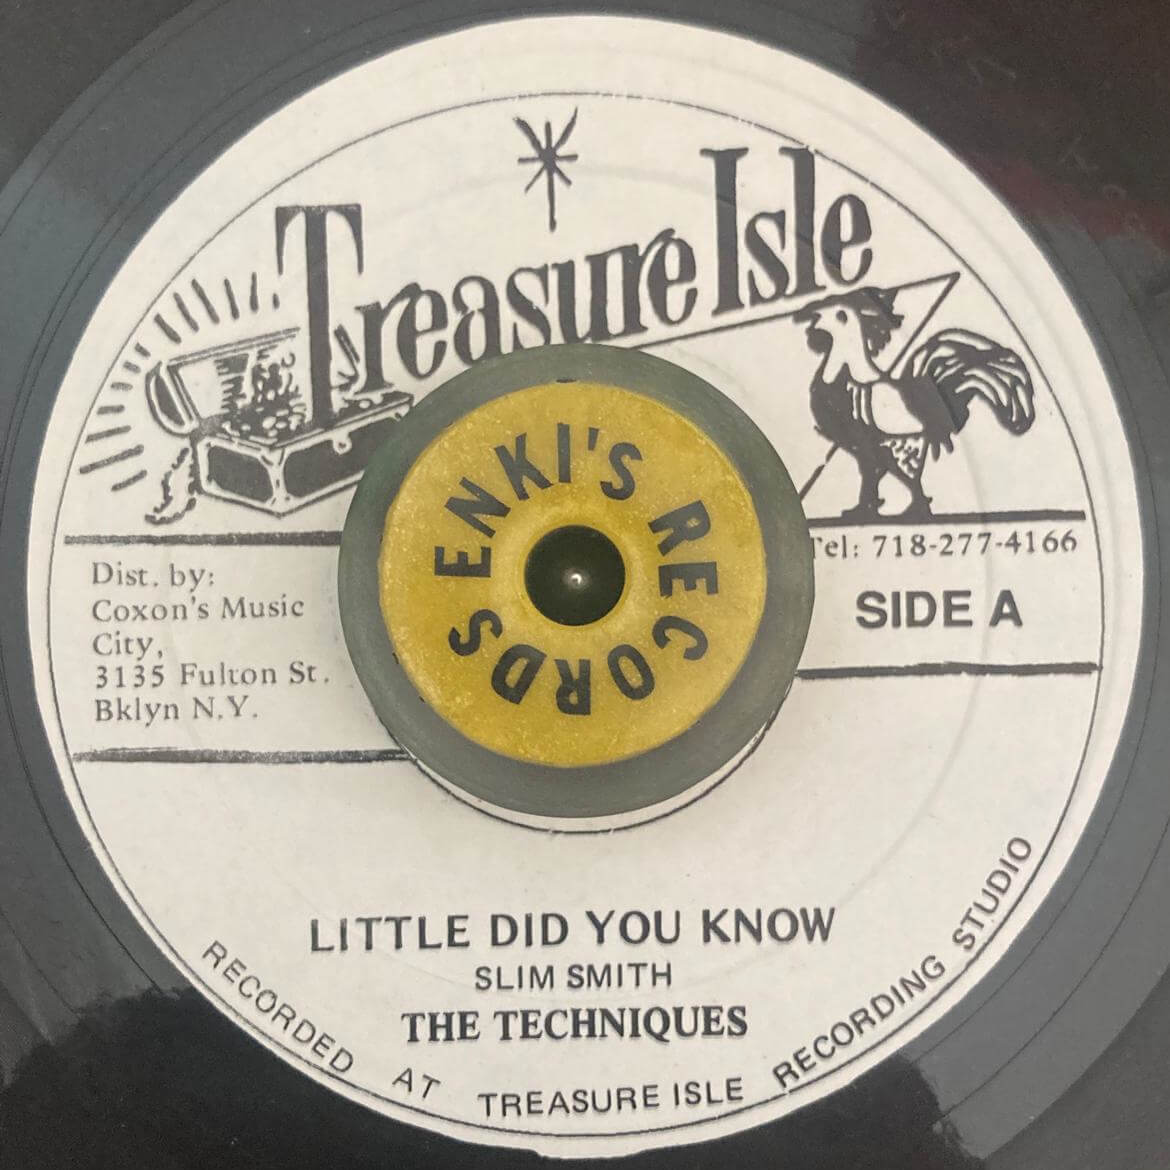 Treasure Isle
ENKI'S RECORDS
Tel: 718-277-4166
SIDE A
Dist. by:
Coxon's Music
City,
3135 Fulton St.
Bklyn N.Y.
LITTLE DID YOU KNOW
SLIM SMITH
THE TECHNIQUES
RECORDED AT TREASURE ISLE RECORDING STUDIO